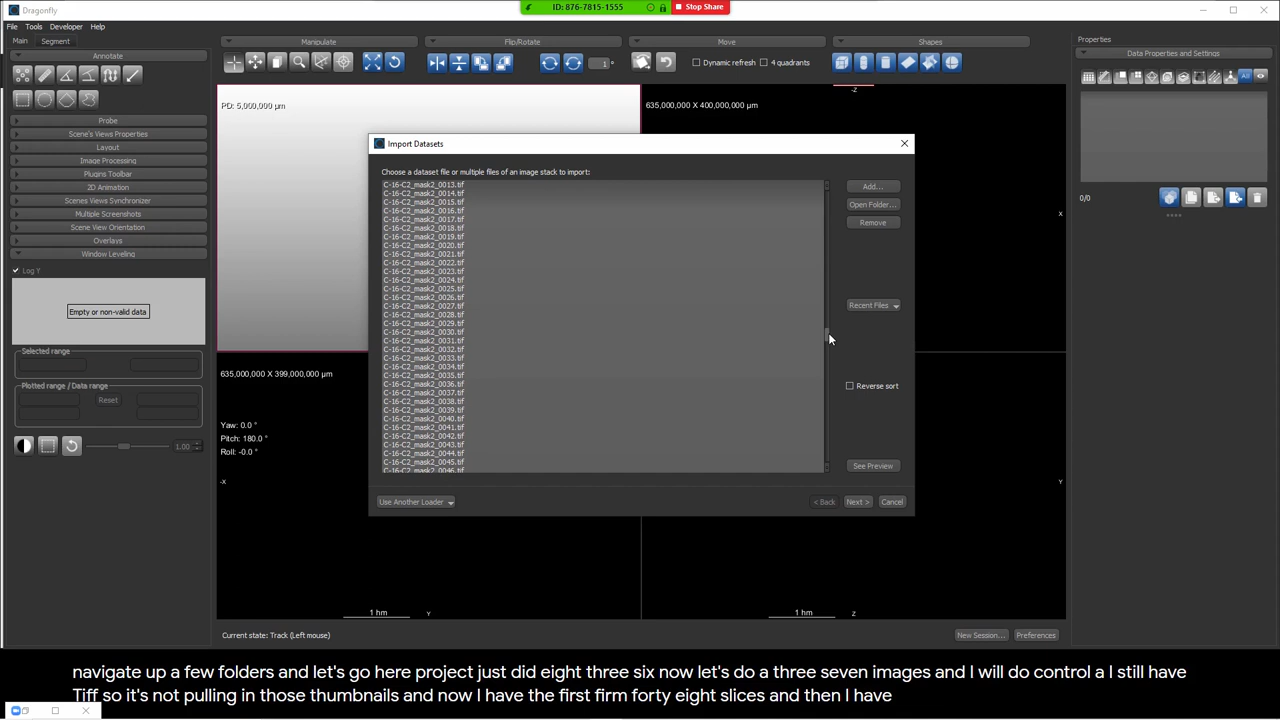 Dragonfly
ID: 876-7815-1555
Stop Share
File Tools Developer Help
Main Segment
Annotate
Manipulate
Flip/Rotate
Move
Shapes
1°
Dynamic refresh
4 quadrants
Properties
Data Properties and Settings
All
0/0
PD: 5,000,000 µm
635,000,000 X 400,000,000 µm
-Z
X
Probe
Scene's Views Properties
Layout
Image Processing
Plugins Toolbar
2D Animation
Scenes Views Synchronizer
Multiple Screenshots
Scene View Orientation
Overlays
Window Leveling
Log Y
Empty or non-valid data
Selected range
Plotted range / Data range
Reset
1.00
635,000,000 X 399,000,000 µm
Yaw: 0.0 °
Pitch: 180.0 °
Roll: -0.0 °
-X
Y
1 hm
Y
1 hm
Z
Import Datasets
Choose a dataset file or multiple files of an image stack to import:
C-16-C2_mask2_0013.tif
C-16-C2_mask2_0014.tif
C-16-C2_mask2_0015.tif
C-16-C2_mask2_0016.tif
C-16-C2_mask2_0017.tif
C-16-C2_mask2_0018.tif
C-16-C2_mask2_0019.tif
C-16-C2_mask2_0020.tif
C-16-C2_mask2_0021.tif
C-16-C2_mask2_0022.tif
C-16-C2_mask2_0023.tif
C-16-C2_mask2_0024.tif
C-16-C2_mask2_0025.tif
C-16-C2_mask2_0026.tif
C-16-C2_mask2_0027.tif
C-16-C2_mask2_0028.tif
C-16-C2_mask2_0029.tif
C-16-C2_mask2_0030.tif
C-16-C2_mask2_0031.tif
C-16-C2_mask2_0032.tif
C-16-C2_mask2_0033.tif
C-16-C2_mask2_0034.tif
C-16-C2_mask2_0035.tif
C-16-C2_mask2_0036.tif
C-16-C2_mask2_0037.tif
C-16-C2_mask2_0038.tif
C-16-C2_mask2_0039.tif
C-16-C2_mask2_0040.tif
C-16-C2_mask2_0041.tif
C-16-C2_mask2_0042.tif
C-16-C2_mask2_0043.tif
C-16-C2_mask2_0044.tif
C-16-C2_mask2_0045.tif
C-16-C2_mask2_0046.tif
Add...
Open Folder...
Remove
Recent Files
Reverse sort
See Preview
Use Another Loader
< Back
Next >
Cancel
Current state: Track (Left mouse)
New Session...
Preferences
navigate up a few folders and let's go here project just did eight three six now let's do a three seven images and I will do control a I still have
Tiff so it's not pulling in those thumbnails and now I have the first firm forty eight slices and then I have